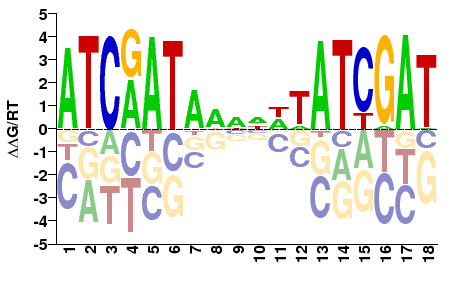 5
4
3
2
1
0
-1
-2
-3
-4
-5
ΔΔG/RT
A T C G A T A A A A T T A T C G A T
A A A T T A
G C A C T C G G G C G T C T T G C
T G G G C C G A A C T G
C A T T C G C G G C C
1 2 3 4 5 6 7 8 9 10 11 12 13 14 15 16 17 18